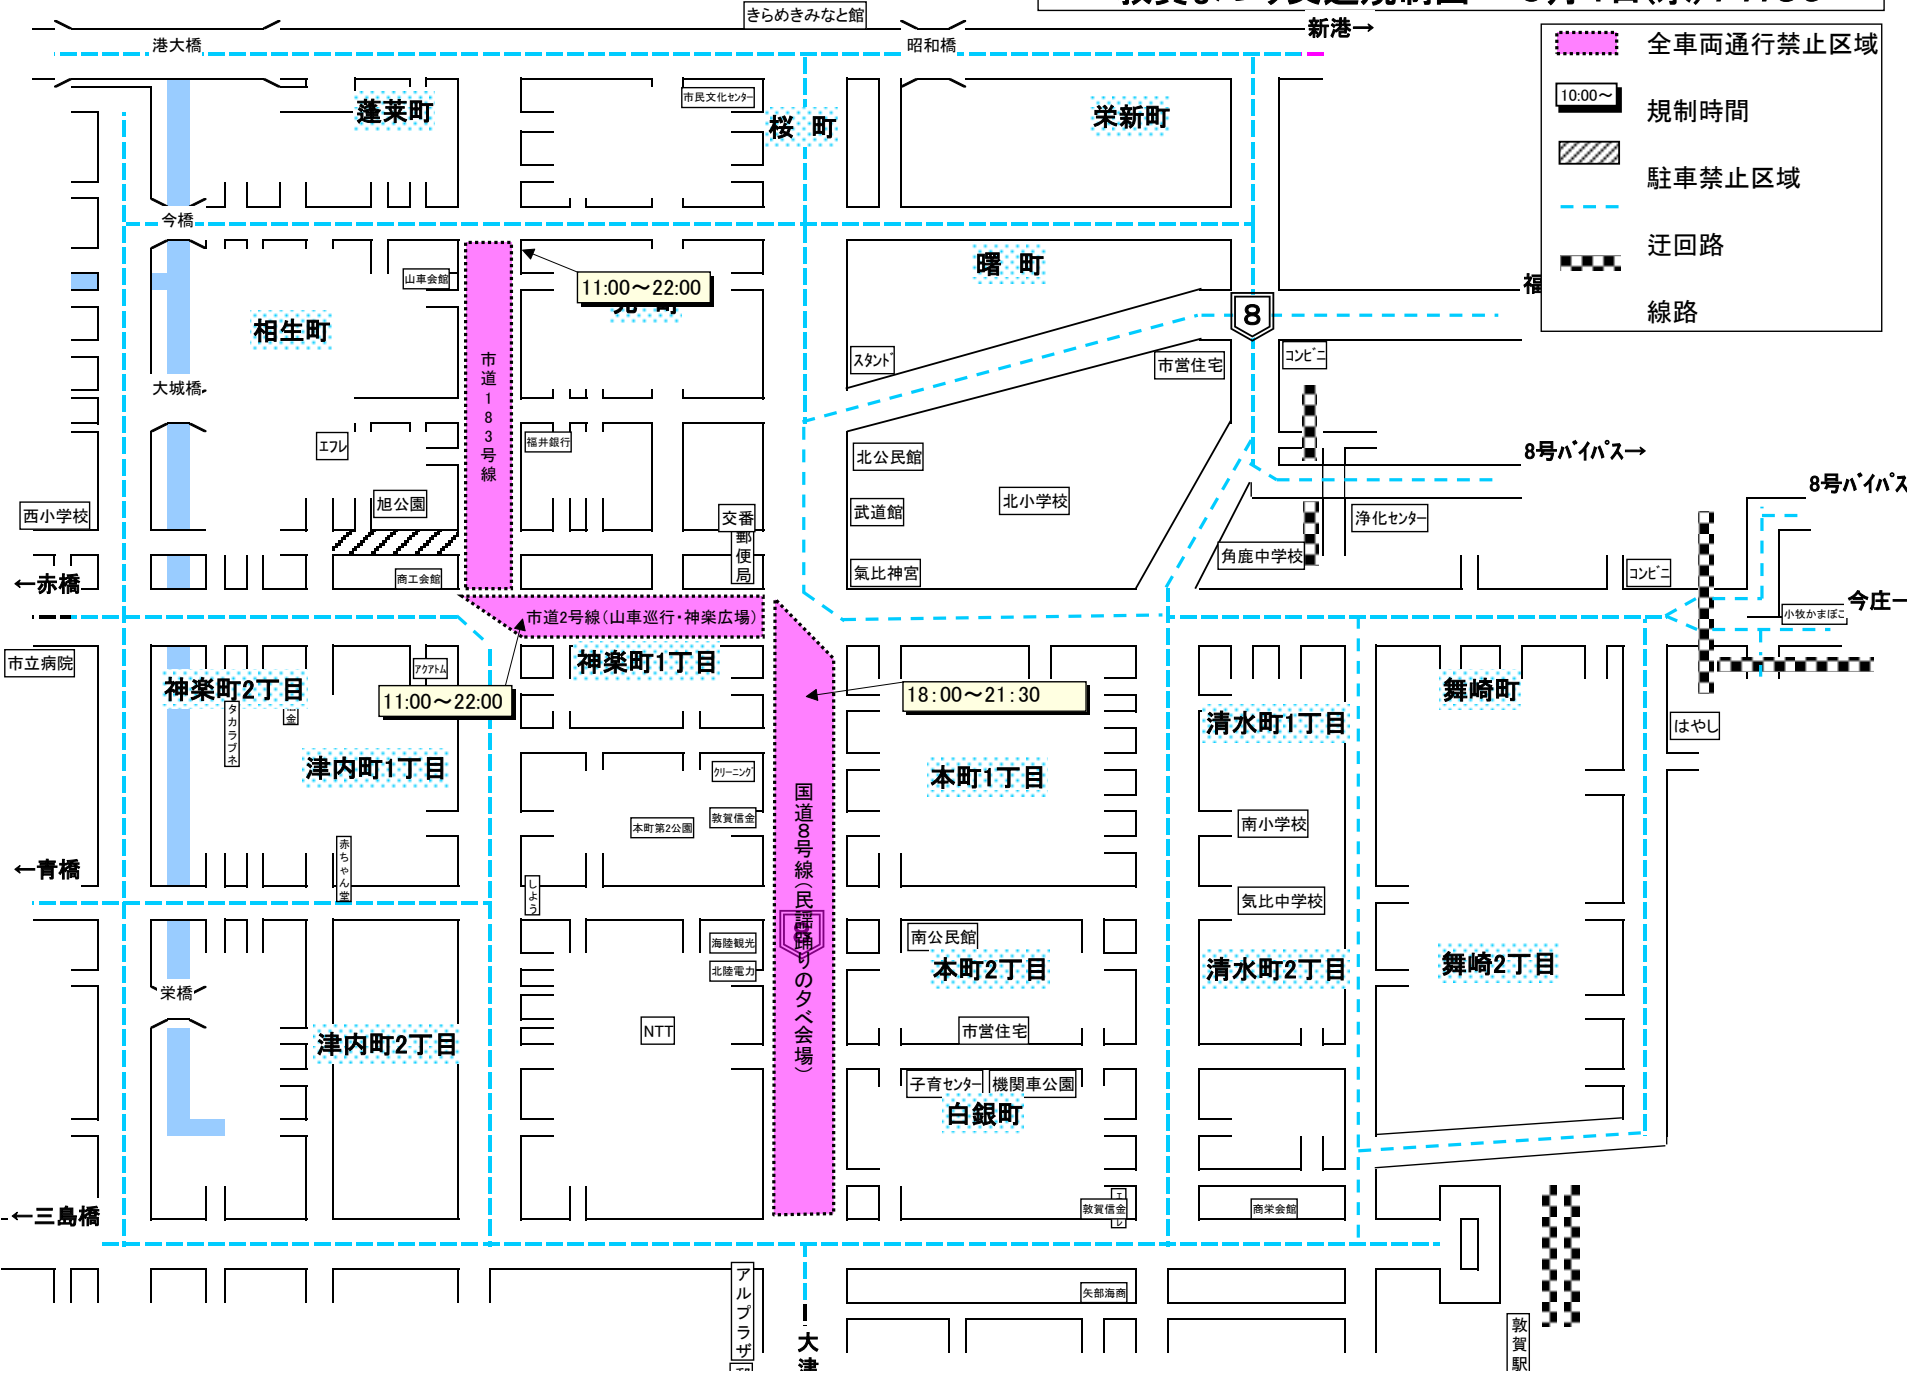 きらめきみなと館
新港→
港大橋
昭和橋
全車両通行禁止区域
10:00～
規制時間
駐車禁止区域
迂回路
線路
蓬莱町
市民文化センター
桜 町
栄新町
今橋
山車会館
11:00～22:00
曙 町
相生町
8
スタンド
市営住宅
コンビニ
市道183号線
大城橋
エフレ
福井銀行
北公民館
8号バイパス→
8号バイパス
西小学校
旭公園
交番
郵便局
武道館
北小学校
浄化センター
角鹿中学校
氣比神宮
コンビニ
←赤橋
商工会館
今庄
小牧かまぼこ
市道2号線(山車巡行・神楽広場)
市立病院
アクアトム
神楽町1丁目
神楽町2丁目
11:00～22:00
18:00～21:30
舞崎町
タカラブネ
清水町1丁目
はやし
津内町1丁目
クリーニング
本町1丁目
国道8号線(民謡踊りの夕べ会場)
敦賀信金
本町第2公園
南小学校
←青橋
赤ちゃん堂
しょう
気比中学校
海陸観光
南公民館
北陸電力
本町2丁目
清水町2丁目
舞崎2丁目
栄橋
津内町2丁目
NTT
市営住宅
子育センター
機関車公園
白銀町
←三島橋
敦賀信金
商栄会館
アルプラザ
矢部海商
大津
敦賀駅